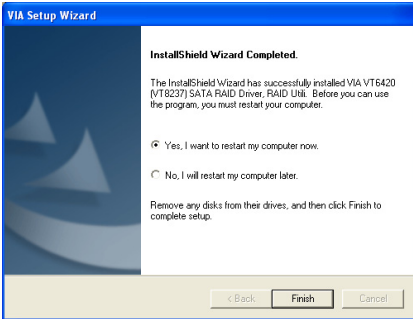 VIA Setup Wizard
InstallShield Wizard Completed.
The InstallShield Wizard has successfully installed VIA VT6420
(VT8237) SATA RAID Driver, RAID Utili. Before you can use
the program, you must restart your computer.
Yes, I want to restart my computer now.
No, I will restart my computer later.
Remove any disks from their drives, and then click Finish to
complete setup.
< Back Finish Cancel